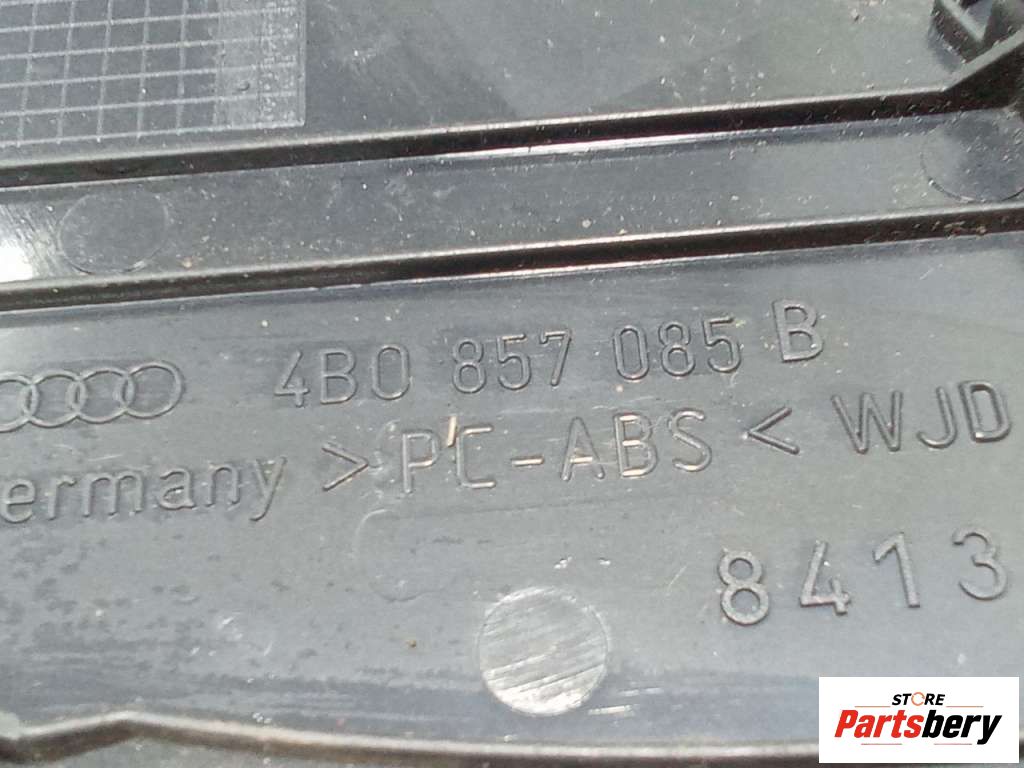 4B0 857 085 B
ermany >PC-ABS< WJD
8413
STORE
Partsbery